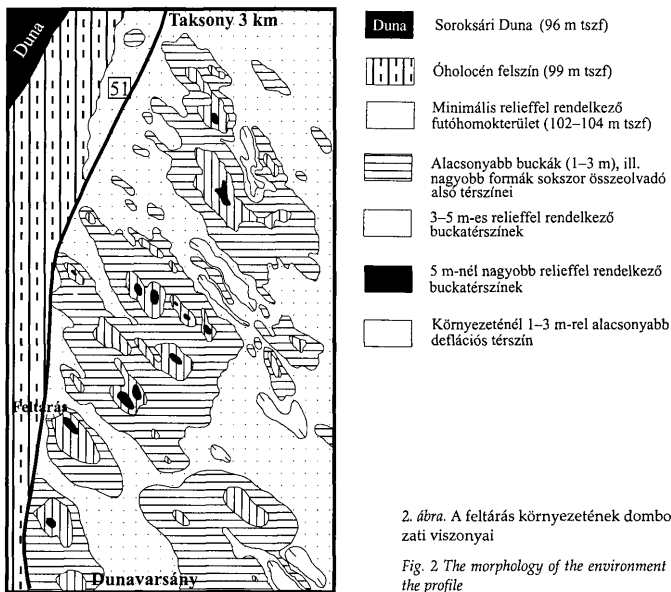 Duna
Taksony 3 km
51
Feltárás
Dunavarsány
Duna
Soroksári Duna (96 m tszf)
Óholocén felszín (99 m tszf)
Minimális relieffel rendelkező
futóhomokterület (102–104 m tszf)
Alacsonyabb buckák (1–3 m), ill.
nagyobb formák sokszor összeolvadó
alsó térszínei
3–5 m-es relieffel rendelkező
buckatérszínek
5 m-nél nagyobb relieffel rendelkező
buckatérszínek
Környezeténél 1–3 m-rel alacsonyabb
deflációs térszín
2. ábra. A feltárás környezetének dombo
zati viszonyai
Fig. 2 The morphology of the environment
the profile